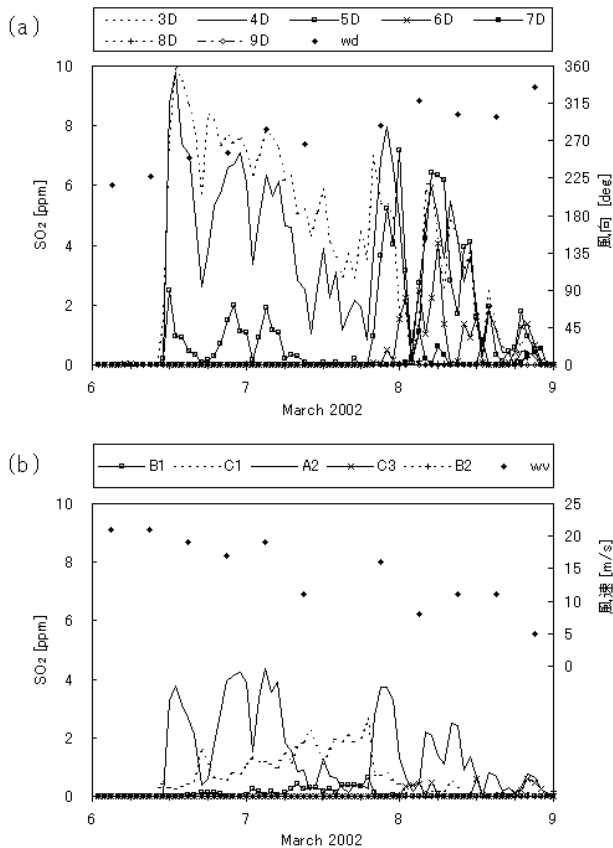 (a)
3D 4D 5D 6D 7D
8D 9D wd
10
8
6
4
2
0
SO2 [ppm]
360
315
270
225
180
135
90
45
0
風向 [deg]
6 7 8 9
March 2002
(b)
B1 C1 A2 C3 B2 wv
10
8
6
4
2
0
SO2 [ppm]
25
20
15
10
5
0
風速 [m/s]
6 7 8 9
March 2002